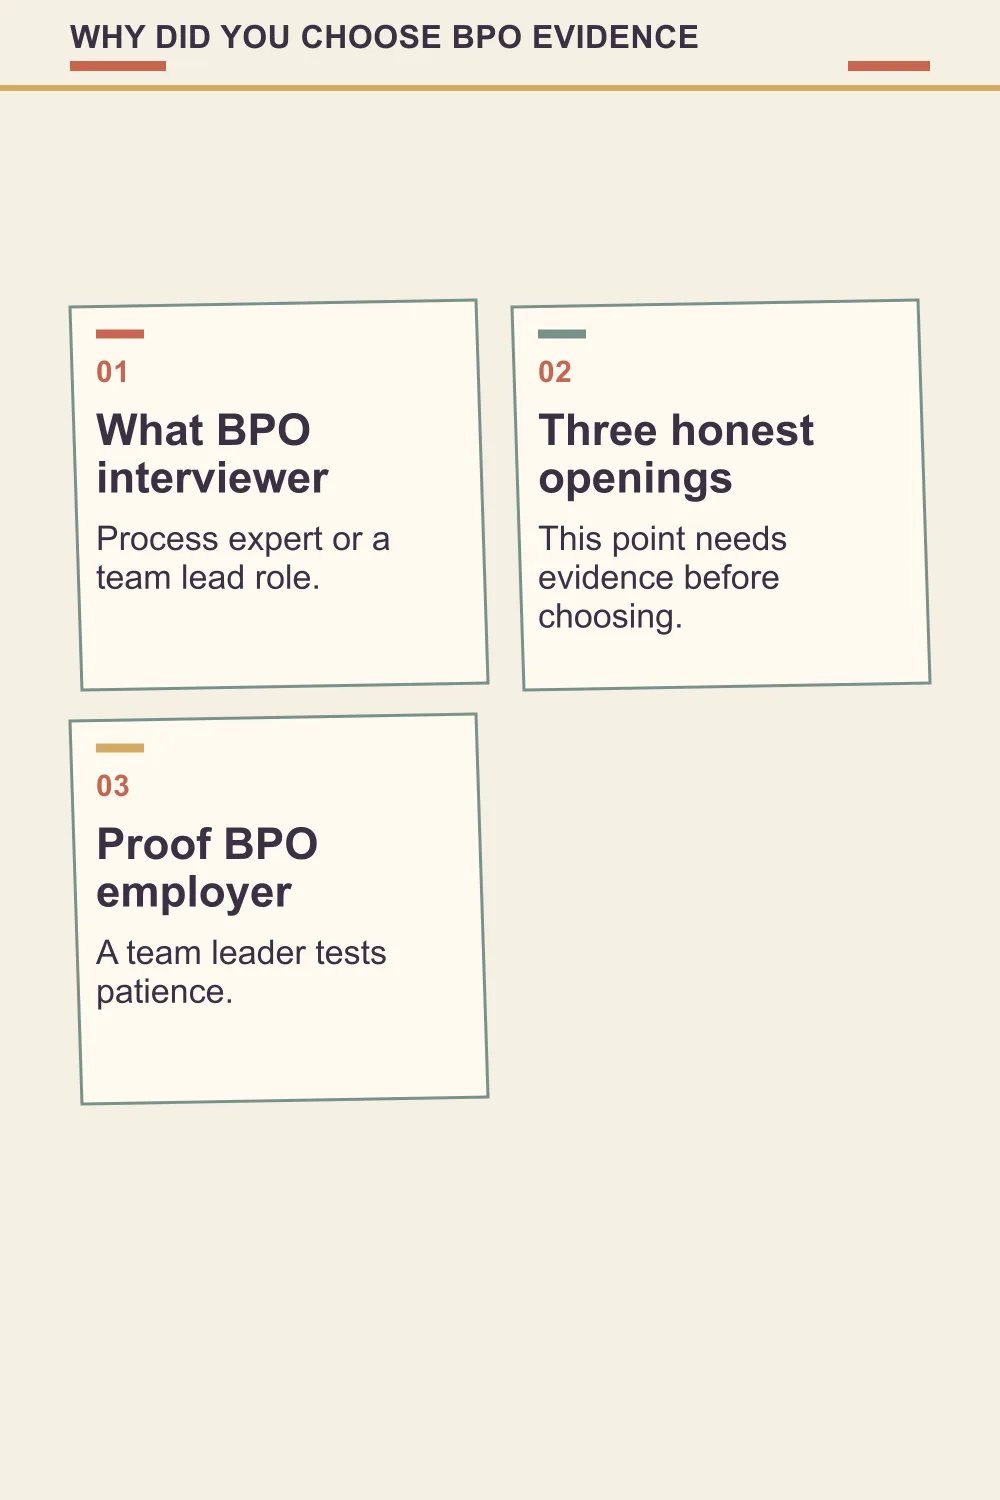 WHY DID YOU CHOOSE BPO EVIDENCE
01
What BPO
interviewer
Process expert or a
team lead role.
02
Three honest
openings
This point needs
evidence before
choosing.
03
Proof BPO
employer
A team leader tests
patience.